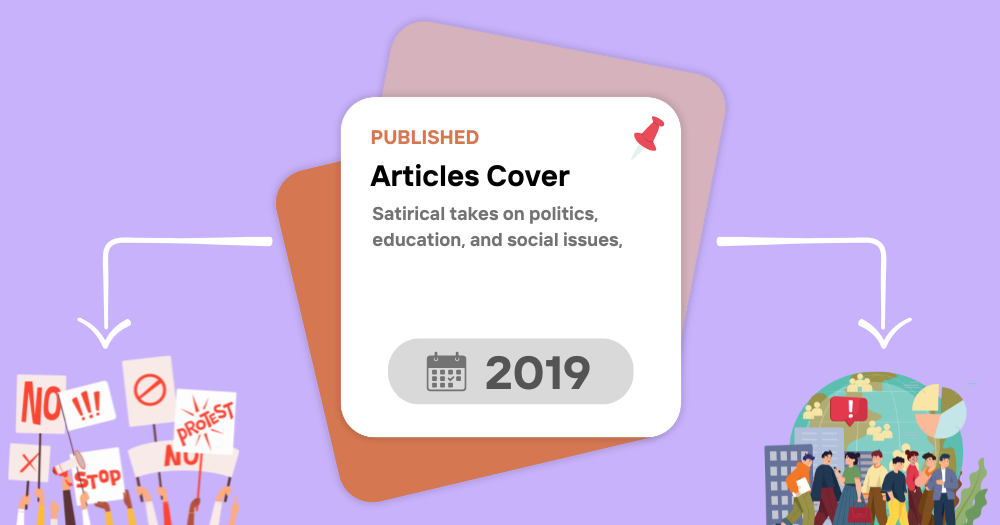 PUBLISHED
Articles Cover
Satirical takes on politics,
education, and social issues,
2019
NO
!!!
PROTEST
X
STOP
NO
!